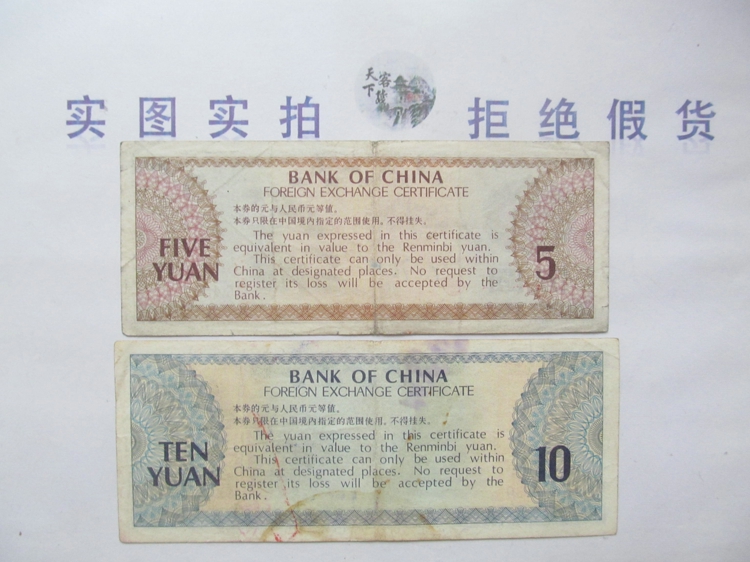 天下
客缘
实图实拍 拒绝假货
BANK OF CHINA
FOREIGN EXCHANGE CERTIFICATE
本券的元与人民币元等值。
本券只限在中国境内指定的范围使用，不得挂失。
The yuan expressed in this certificate is
equivalent in value to the Renminbi yuan.
This certificate can only be used within
China at designated places. No request to
register its loss will be accepted by the
Bank.
FIVE
YUAN
5
BANK OF CHINA
FOREIGN EXCHANGE CERTIFICATE
本券的元与人民币元等值。
本券只限在中国境内指定的范围使用，不得挂失。
The yuan expressed in this certificate is
equivalent in value to the Renminbi yuan.
This certificate can only be used within
China at designated places. No request to
register its loss will be accepted by the
Bank.
TEN
YUAN
10